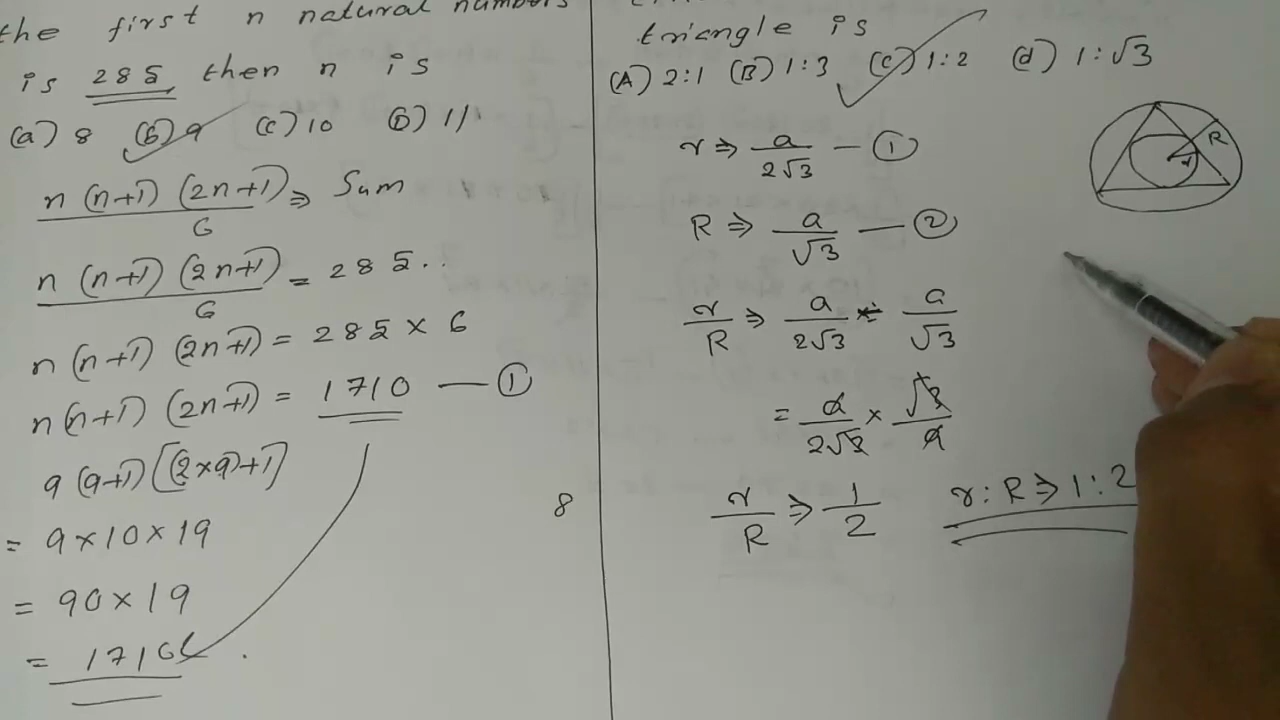 the first n natural numbers
is 285, then n is
(a) 8 (b) 9 (c) 10 (D) 11
n (n+1) (2n+1)/6 ⇒ Sum
n (n+1) (2n+1)/6 = 285..
n (n+1) (2n+1) = 285 × 6
n (n+1) (2n+1) = 1710 — ①
9 (9+1) [(2×9)+1]
= 9×10×19
= 90×19
= 1710
8
triangle is
(A) 2:1 (B) 1:3 (C) 1:2 (d) 1:√3
r ⇒ a/2√3 — ①
R ⇒ a/√3 — ②
r/R ⇒ a/2√3 ÷ a/√3
= a/2√3 × √3/a
r/R ⇒ 1/2
r:R ⇒ 1:2
R
r